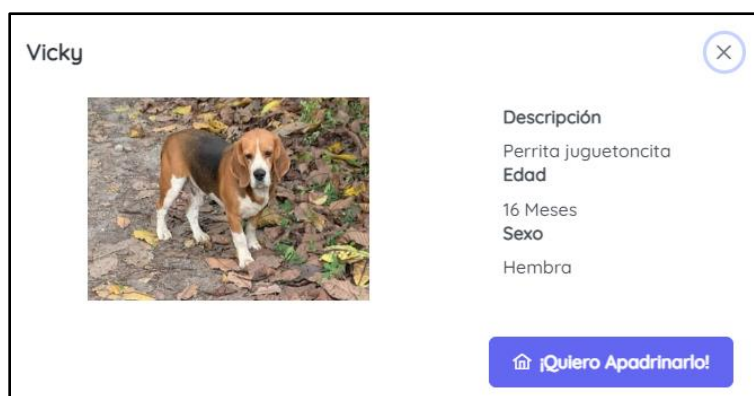 Vicky
Descripción
Perrita juguetoncita
Edad
16 Meses
Sexo
Hembra
¡Quiero Apadrinarlo!